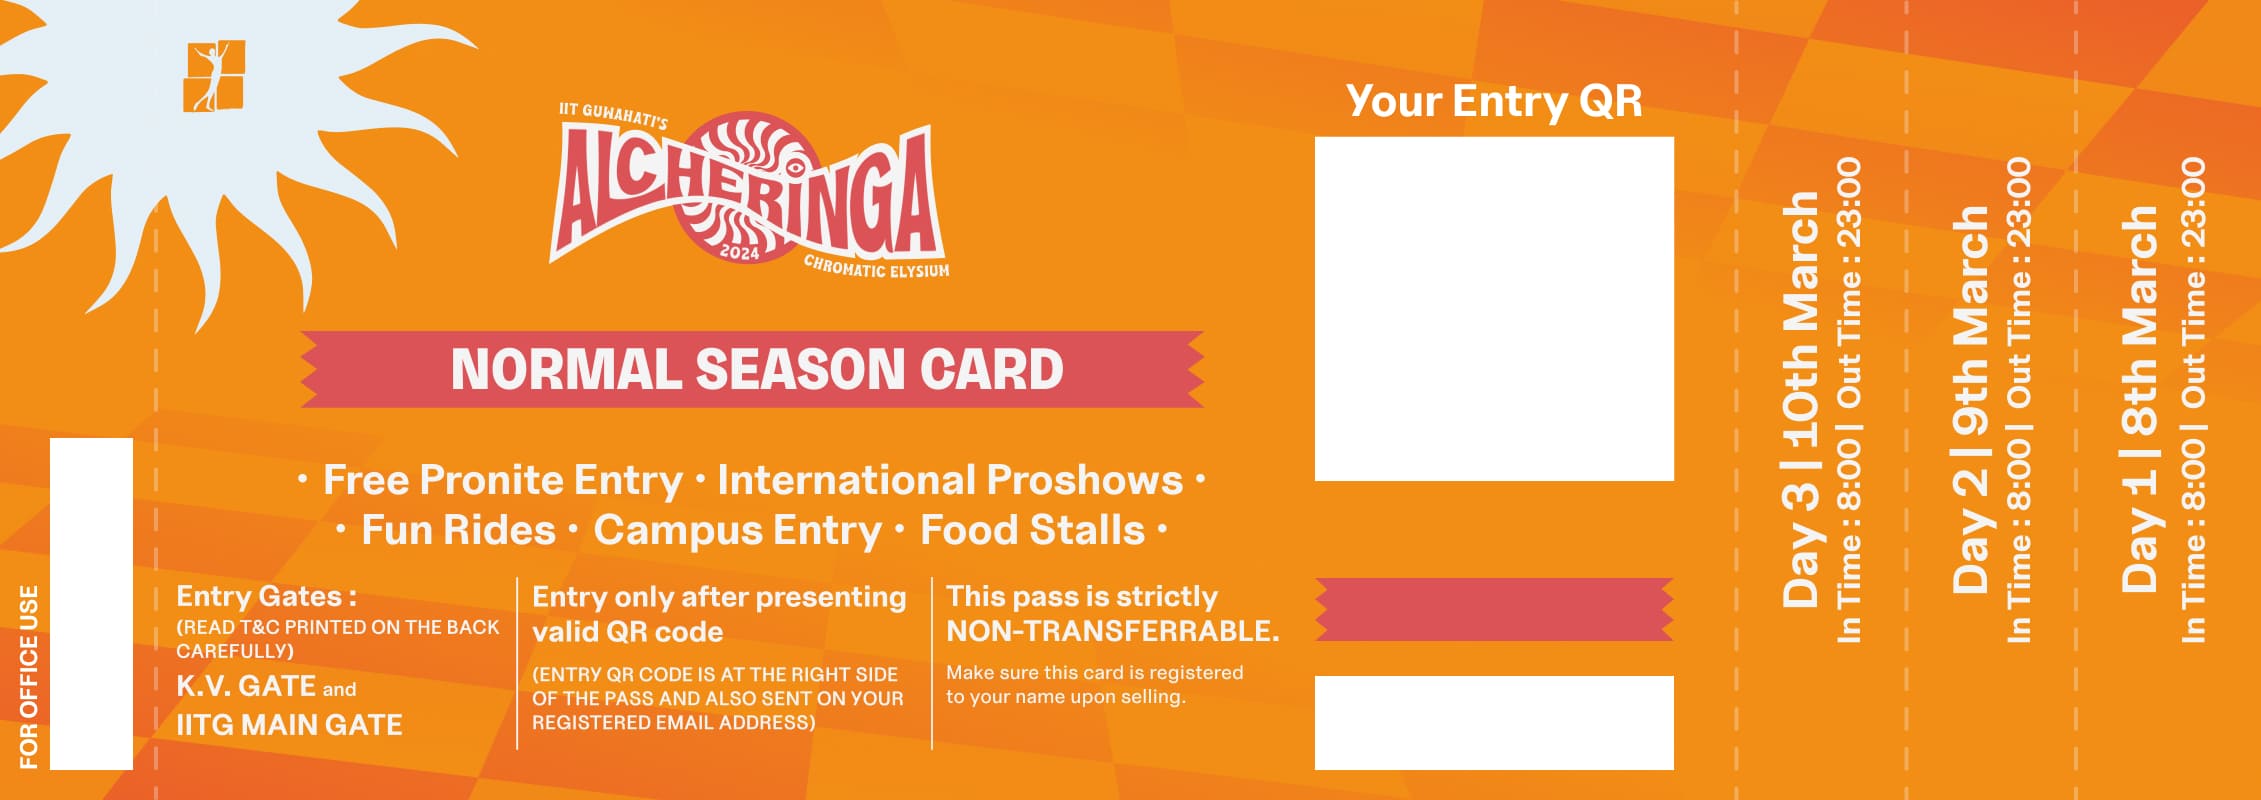 IIT GUWAHATI'S
ALCHERINGA
2024
CHROMATIC ELYSIUM
NORMAL SEASON CARD
· Free Pronite Entry · International Proshows ·
· Fun Rides · Campus Entry · Food Stalls ·
FOR OFFICE USE
Entry Gates :
(READ T&C PRINTED ON THE BACK
CAREFULLY)
K.V. GATE and
IITG MAIN GATE
Entry only after presenting
valid QR code
(ENTRY QR CODE IS AT THE RIGHT SIDE
OF THE PASS AND ALSO SENT ON YOUR
REGISTERED EMAIL ADDRESS)
This pass is strictly
NON-TRANSFERRABLE.
Make sure this card is registered
to your name upon selling.
Your Entry QR
Day 3 | 10th March
In Time : 8:00 | Out Time : 23:00
Day 2 | 9th March
In Time : 8:00 | Out Time : 23:00
Day 1 | 8th March
In Time : 8:00 | Out Time : 23:00